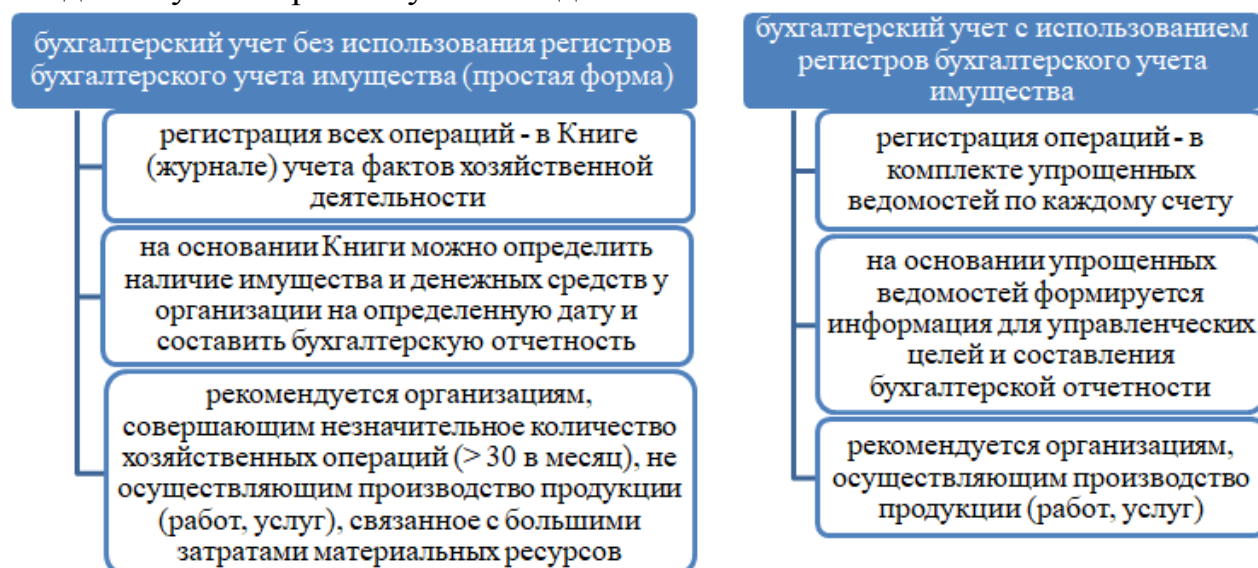 бухгалтерский учет без использования регистров
бухгалтерского учета имущества (простая форма)
регистрация всех операций - в Книге
(журнале) учета фактов хозяйственной
деятельности
на основании Книги можно определить
наличие имущества и денежных средств у
организации на определенную дату и
составить бухгалтерскую отчетность
рекомендуется организациям,
совершающим незначительное количество
хозяйственных операций (> 30 в месяц), не
осуществляющим производство продукции
(работ, услуг), связанное с большими
затратами материальных ресурсов
бухгалтерский учет с использованием
регистров бухгалтерского учета
имущества
регистрация операций - в
комплекте упрощенных
ведомостей по каждому счету
на основании упрощенных
ведомостей формируется
информация для управленческих
целей и составления
бухгалтерской отчетности
рекомендуется организациям,
осуществляющим производство
продукции (работ, услуг)